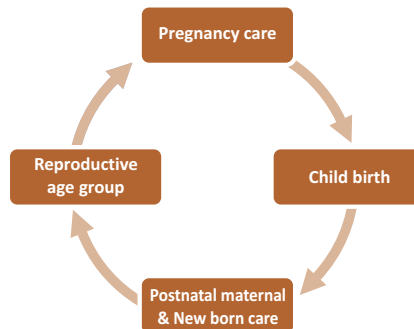 Pregnancy care
Child birth
Postnatal maternal
& New born care
Reproductive
age group